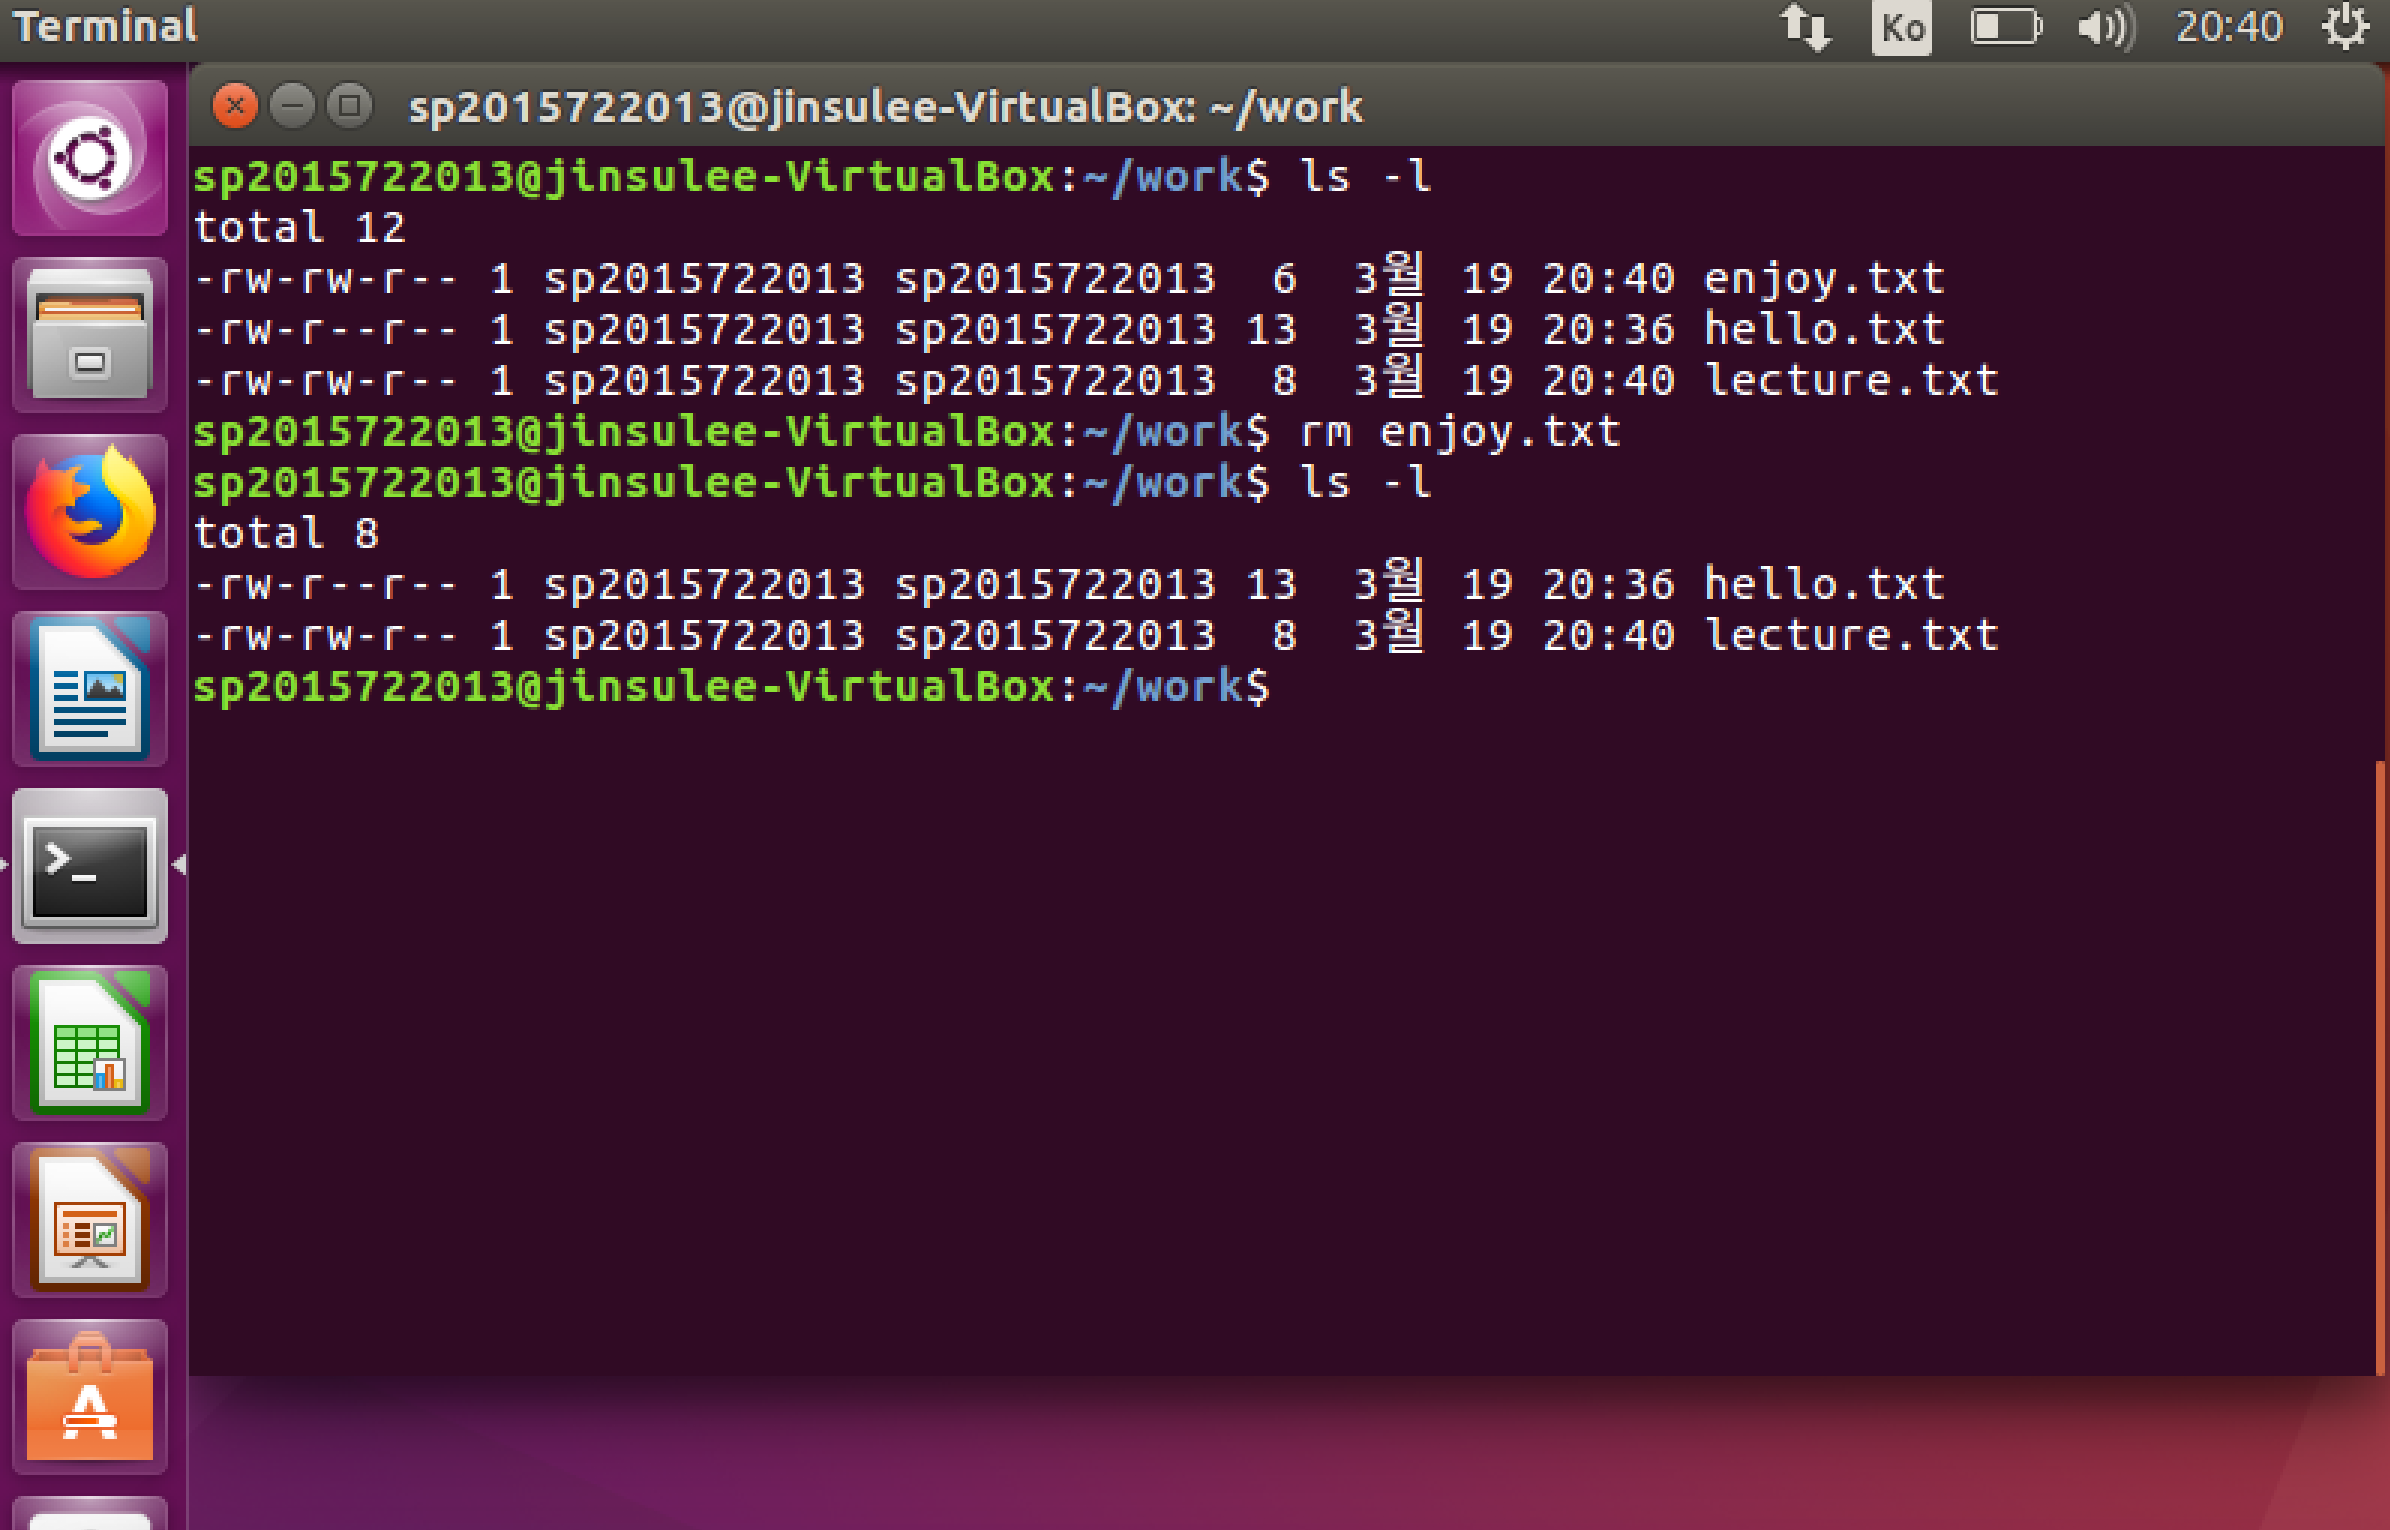 Terminal
Ko
20:40
sp2015722013@jinsulee-VirtualBox: ~/work
sp2015722013@jinsulee-VirtualBox:~/work$ ls -l
total 12
-rw-rw-r-- 1 sp2015722013 sp2015722013  6  3월 19 20:40 enjoy.txt
-rw-r--r-- 1 sp2015722013 sp2015722013 13  3월 19 20:36 hello.txt
-rw-rw-r-- 1 sp2015722013 sp2015722013  8  3월 19 20:40 lecture.txt
sp2015722013@jinsulee-VirtualBox:~/work$ rm enjoy.txt
sp2015722013@jinsulee-VirtualBox:~/work$ ls -l
total 8
-rw-r--r-- 1 sp2015722013 sp2015722013 13  3월 19 20:36 hello.txt
-rw-rw-r-- 1 sp2015722013 sp2015722013  8  3월 19 20:40 lecture.txt
sp2015722013@jinsulee-VirtualBox:~/work$